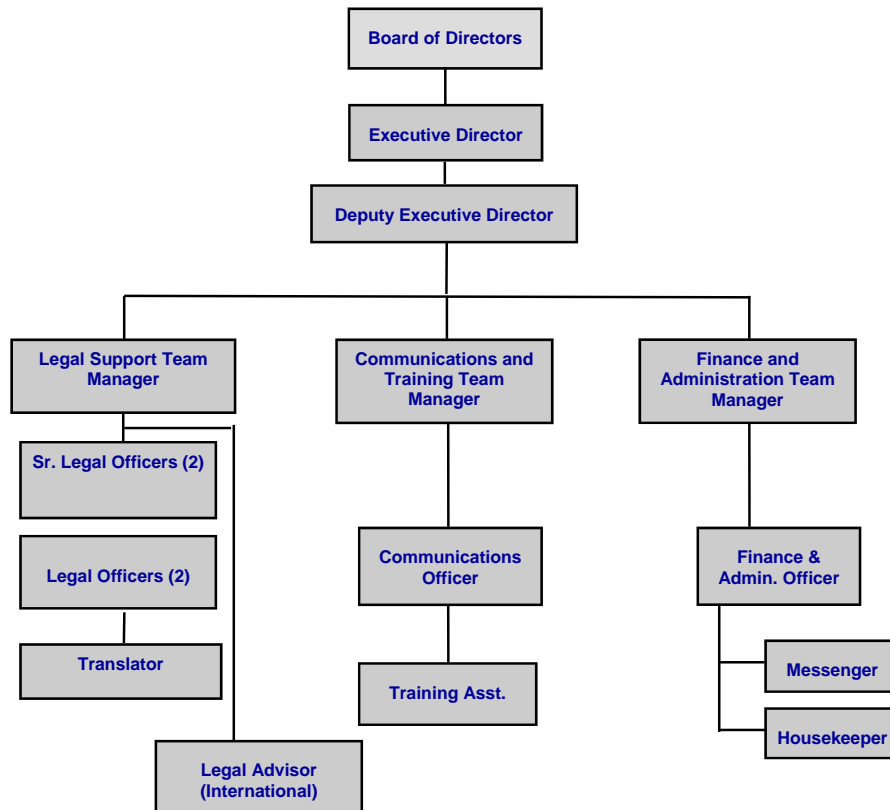 Board of Directors
Executive Director
Deputy Executive Director
Legal Support Team
Manager
Communications and
Training Team
Manager
Finance and
Administration Team
Manager
Sr. Legal Officers (2)
Legal Officers (2)
Translator
Legal Advisor
(International)
Communications
Officer
Training Asst.
Finance &
Admin. Officer
Messenger
Housekeeper